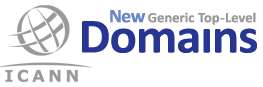 New Generic Top-Level
Domains
ICANN